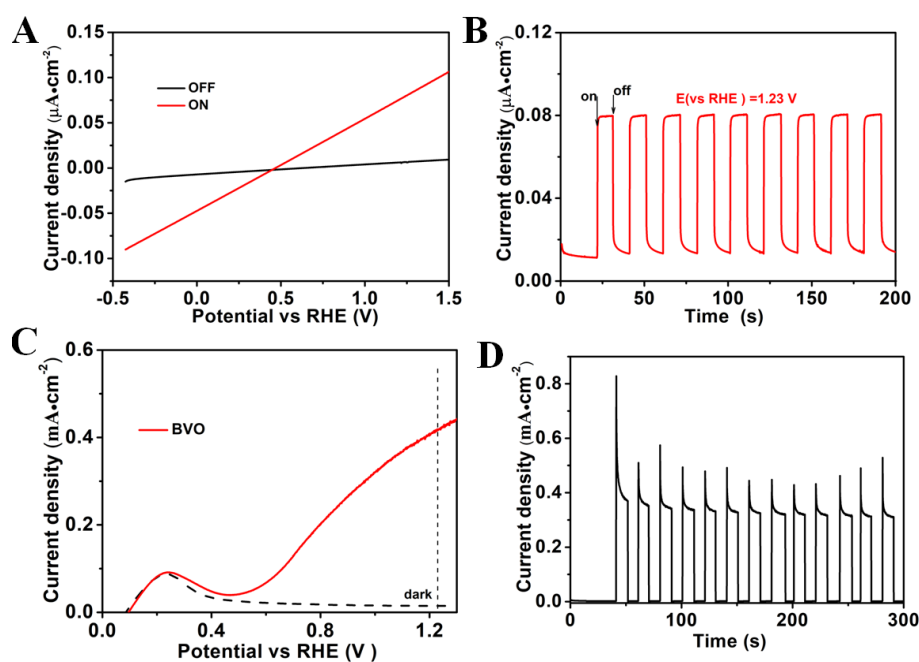 A
Current density (μA•cm-2)
0.15
0.10
0.05
0.00
-0.05
-0.10
OFF
ON
-0.5
0.0
0.5
1.0
1.5
Potential vs RHE (V)
B
Current density (μA•cm-2)
0.12
0.08
0.04
0.00
on
off
E(vs RHE ) =1.23 V
0
50
100
150
200
Time (s)
C
Current density (mA•cm-2)
0.6
0.4
0.2
0.0
BVO
dark
0.0
0.4
0.8
1.2
Potential vs RHE (V )
D
Current density (mA•cm-2)
0.8
0.6
0.4
0.2
0.0
0
100
200
300
Time (s)